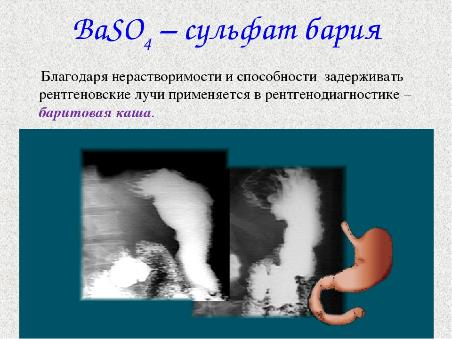 BaSO4 – сульфат бария
Благодаря нерастворимости и способности задерживать
рентгеновские лучи применяется в рентгенодиагностике –
баритовая каша.